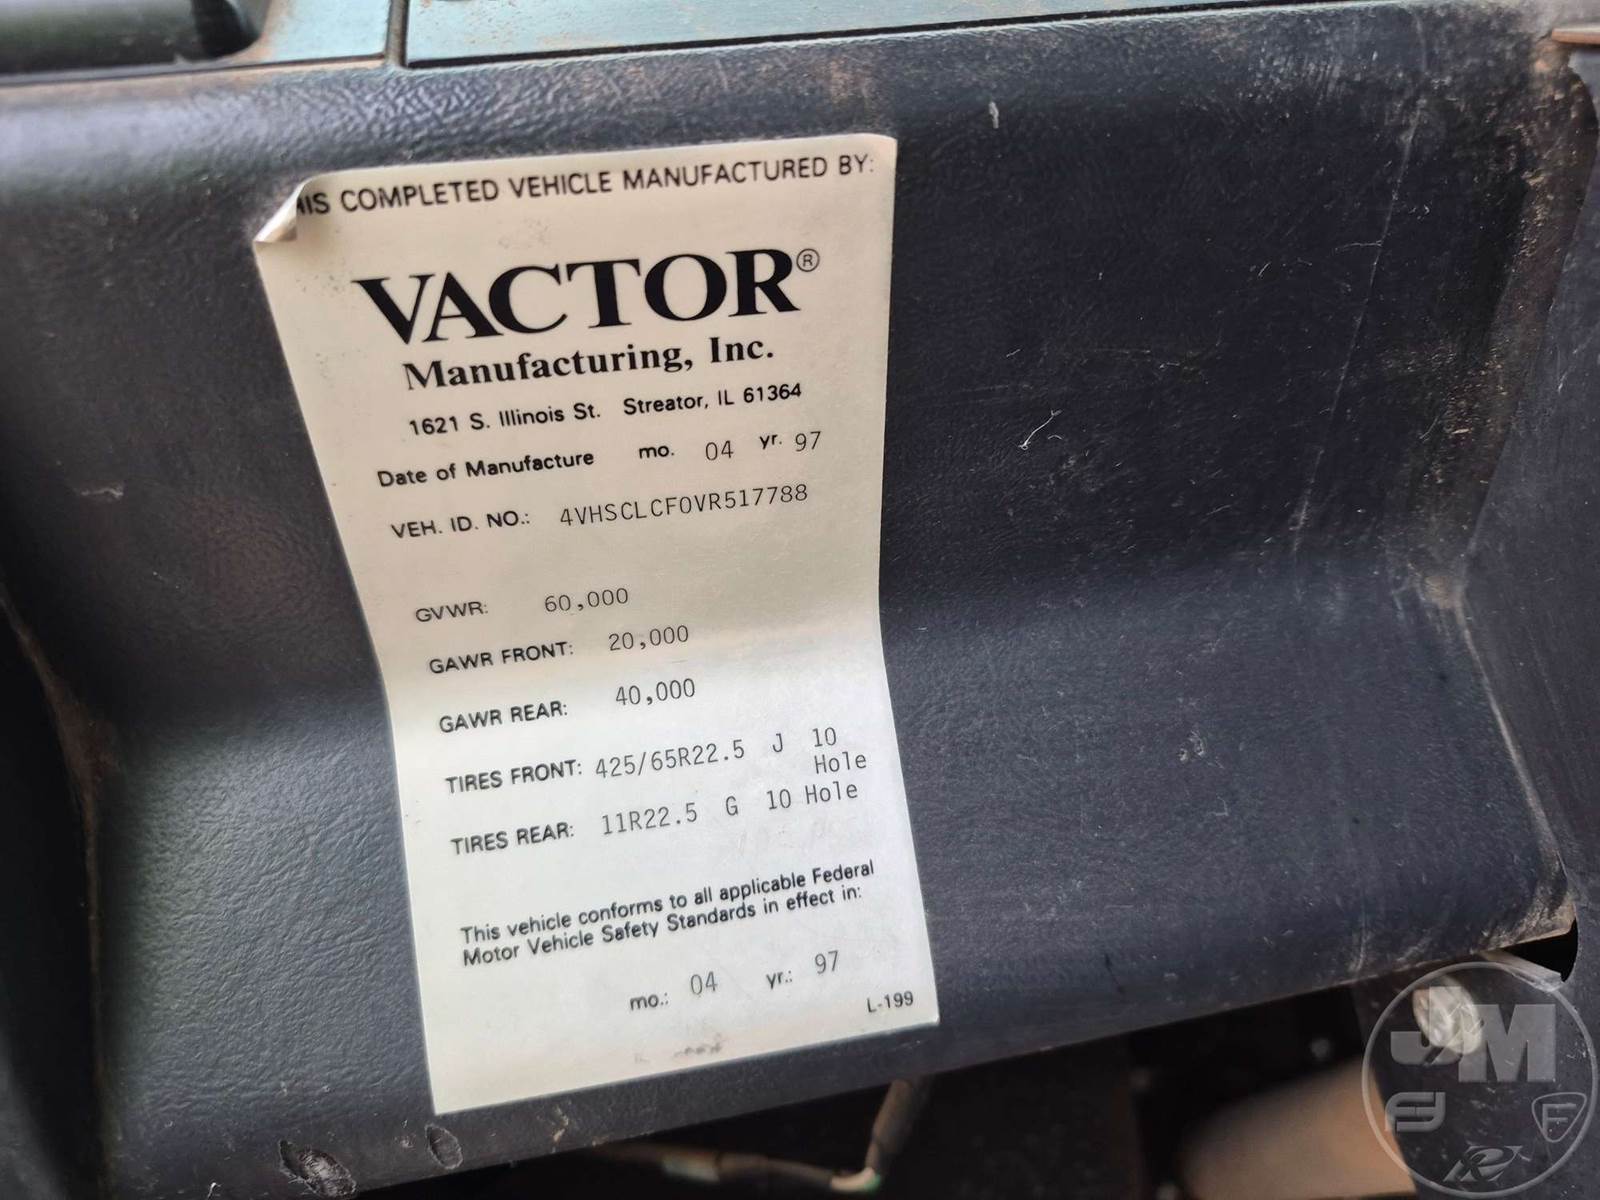 HIS COMPLETED VEHICLE MANUFACTURED BY:
VACTOR®
Manufacturing, Inc.
1621 S. Illinois St. Streator, IL 61364
Date of Manufacture mo. 04 yr. 97
VEH. ID. NO.: 4VHSCLCF0VR517788
GVWR: 60,000
GAWR FRONT: 20,000
GAWR REAR: 40,000
TIRES FRONT: 425/65R22.5 J 10
Hole
TIRES REAR: 11R22.5 G 10 Hole
This vehicle conforms to all applicable Federal
Motor Vehicle Safety Standards in effect in:
mo.: 04 yr.: 97
L-199
JM